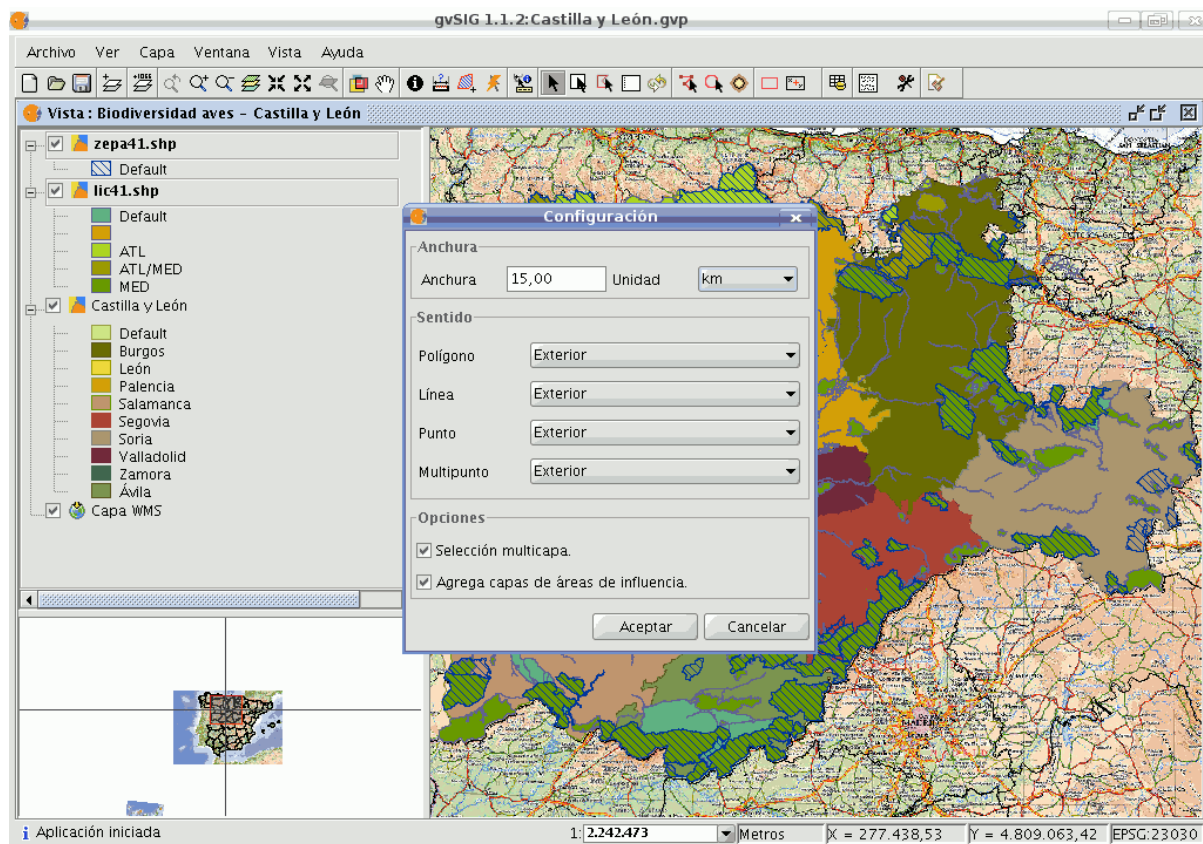 gvSIG 1.1.2:Castilla y León.gvp
Archivo Ver Capa Ventana Vista Ayuda
Vista : Biodiversidad aves - Castilla y León
zepa41.shp
Default
lic41.shp
Default
ATL
ATL/MED
MED
Castilla y León
Default
Burgos
León
Palencia
Salamanca
Segovia
Soria
Valladolid
Zamora
Ávila
Capa WMS
Configuración
Anchura
Anchura 15,00 Unidad km
Sentido
Polígono Exterior
Línea Exterior
Punto Exterior
Multipunto Exterior
Opciones
Selección multicapa.
Agrega capas de áreas de influencia.
Aceptar Cancelar
MADRID
Aplicación iniciada 1: 2.242.473 Metros X = 277.438,53 Y = 4.809.063,42 EPSG:23030